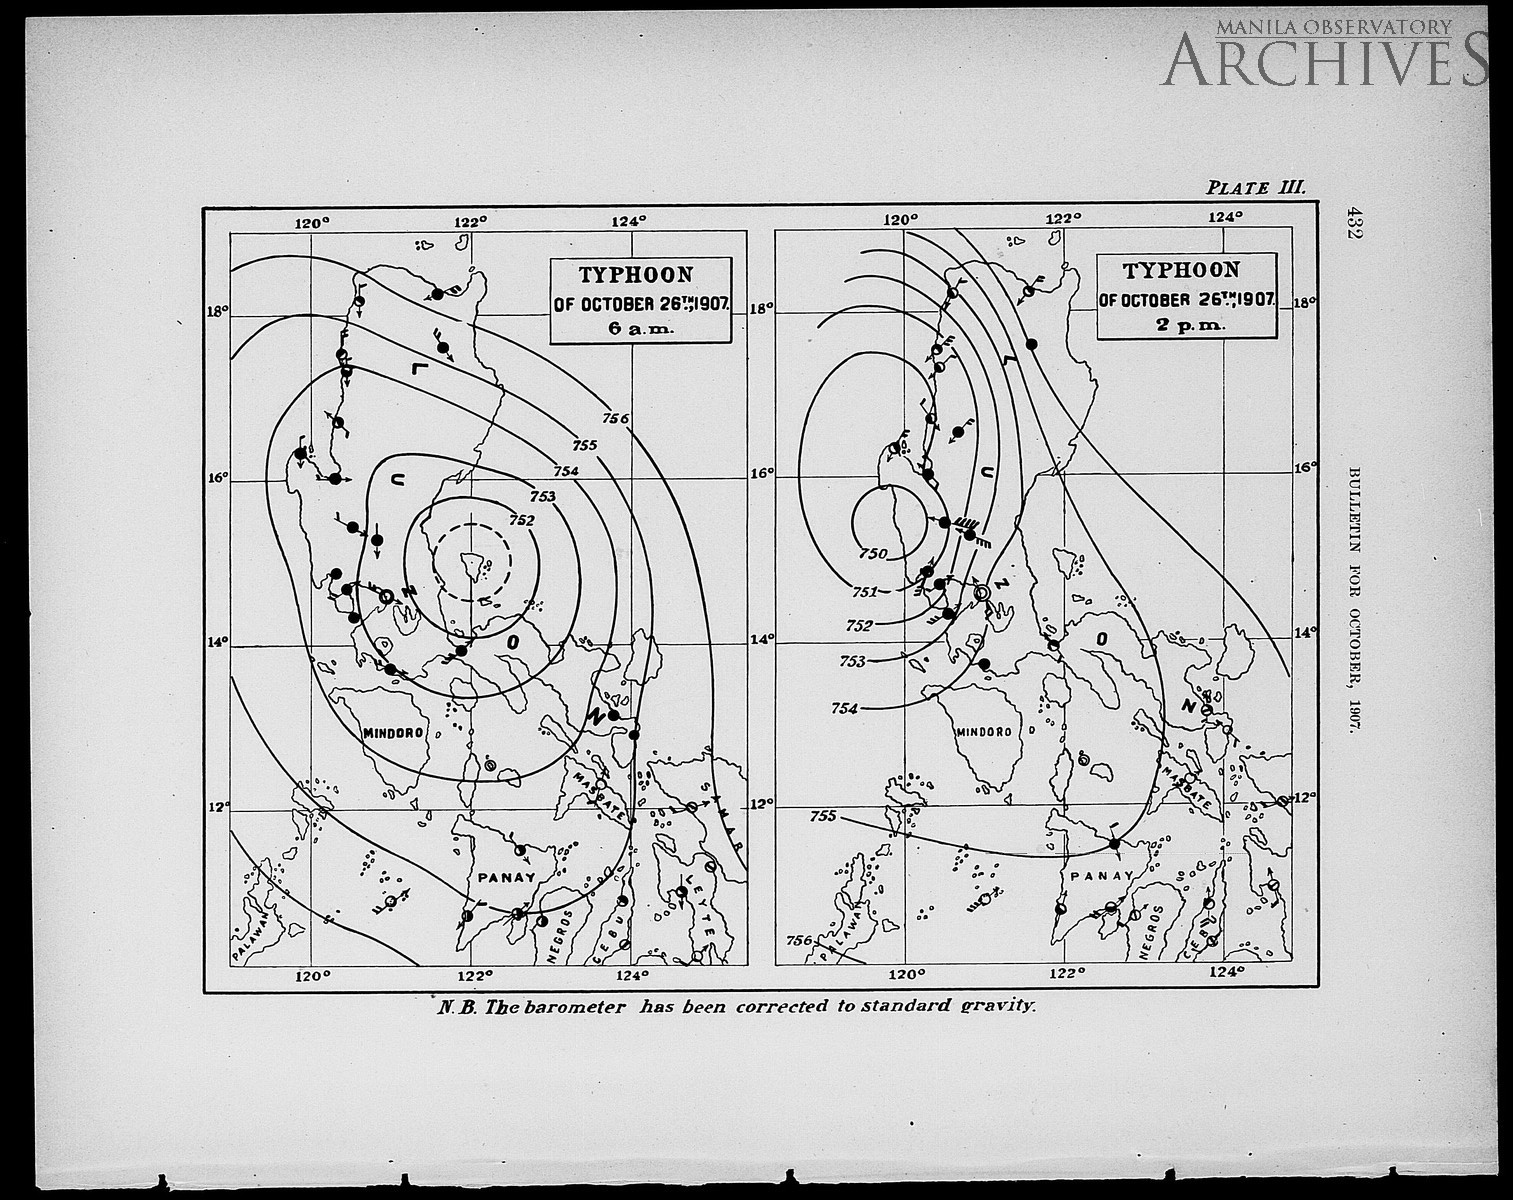 MANILA OBSERVATORY
ARCHIVES
PLATE III.
432
BULLETIN FOR OCTOBER, 1907.
120° 122° 124°
TYPHOON
OF OCTOBER 26TH, 1907.
6 a.m.
18°
L
756
755
754
16°
U
753
752
Z
14°
O
N
MINDORO
MASBATE
12°
SAMAR
PANAY
LEYTE
PALAWAN
NEGROS
CEBU
120° 122° 124°
120° 122° 124°
TYPHOON
OF OCTOBER 26TH, 1907.
2 p.m.
18° 18°
L
16° 16°
U
750
751
Z
752
14° 14°
O
753
754
N
MINDORO
MASBATE
12° 12°
755
PANAY
756
PALAWAN
NEGROS
CEBU
120° 122° 124°
N.B. The barometer has been corrected to standard gravity.